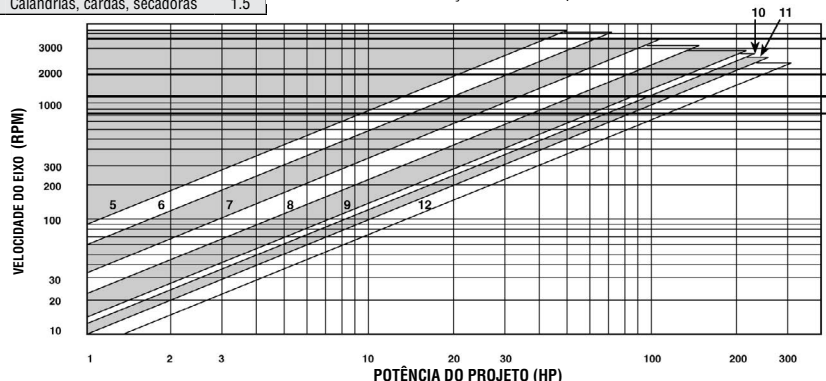 Calandrias, cardas, secadoras 1.5
10 11
3000
2000
1000
300
200
100
30
20
10
VELOCIDADE DO EIXO (RPM)
5 6 7 8 9 12
1 2 3 10 20 30 100 200 300
POTÊNCIA DO PROJETO (HP)